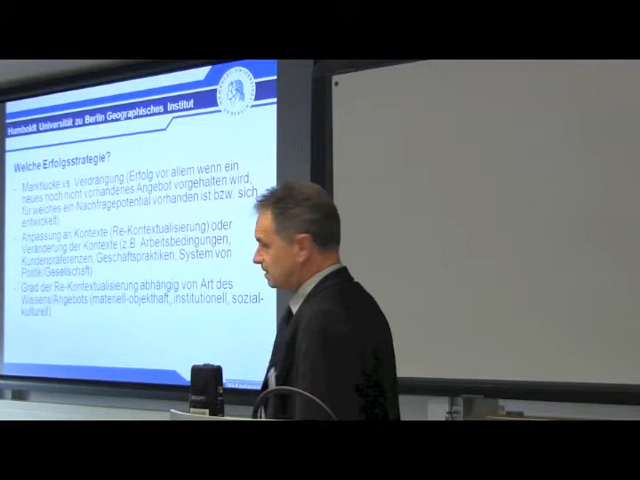 Humboldt Universität zu Berlin Geographisches Institut
Welche Erfolgsstrategie?
- Marktlücke vs. Verdrängung (Erfolg vor allem wenn ein
neues noch nicht vorhandenes Angebot vorgehalten wird,
für welches ein Nachfragepotential vorhanden ist bzw. sich
entwickelt).
- Anpassung an Kontexte (Re-Kontextualisierung) oder
Veränderung der Kontexte (z.B. Arbeitsbedingungen,
Kundenpräferenzen, Geschäftspraktiken, System von
Politik/Gesellschaft)
- Grad der Re-Kontextualisierung abhängig von Art des
Wissens/Angebots (materiell-objekthaft, institutionell, sozial-
kulturell)